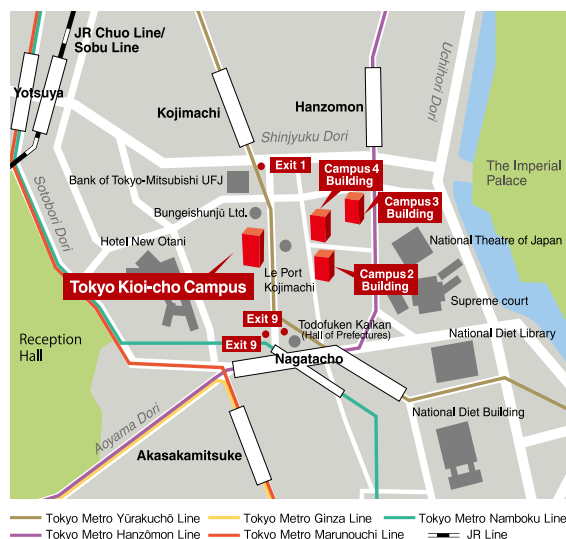 JR Chuo Line/
Sobu Line
Yotsuya
Kojimachi
Hanzomon
Uchihori Dori
Shinjyuku Dori
Exit 1
Campus 4
Building
The Imperial
Palace
Bank of Tokyo-Mitsubishi UFJ
Campus 3
Building
Bungeishunjū Ltd.
Sotobori Dori
Hotel New Otani
National Theatre of Japan
Tokyo Kioi-cho Campus
Le Port
Kojimachi
Campus 2
Building
Supreme court
Exit 9
Todofuken Kaikan
(Hall of Prefectures)
National Diet Library
Reception
Hall
Exit 9
Nagatacho
Aoyama Dori
National Diet Building
Akasakamitsuke
Tokyo Metro Yūrakuchō Line
Tokyo Metro Ginza Line
Tokyo Metro Namboku Line
Tokyo Metro Hanzōmon Line
Tokyo Metro Marunouchi Line
JR Line